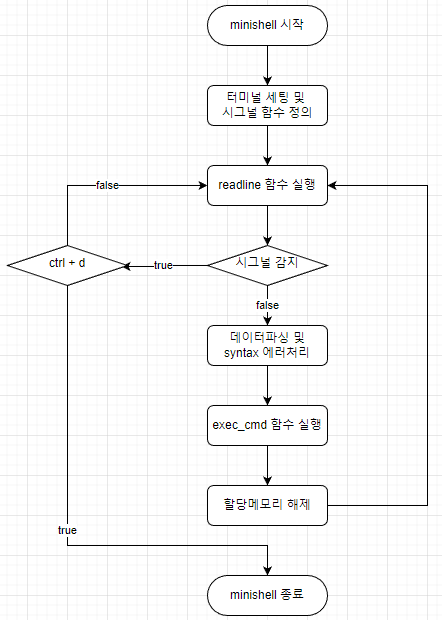 minishell 시작
터미널 세팅 및
시그널 함수 정의
false
readline 함수 실행
ctrl + d
true
시그널 감지
false
데이터파싱 및
syntax 에러처리
exec_cmd 함수 실행
할당메모리 해제
true
minishell 종료